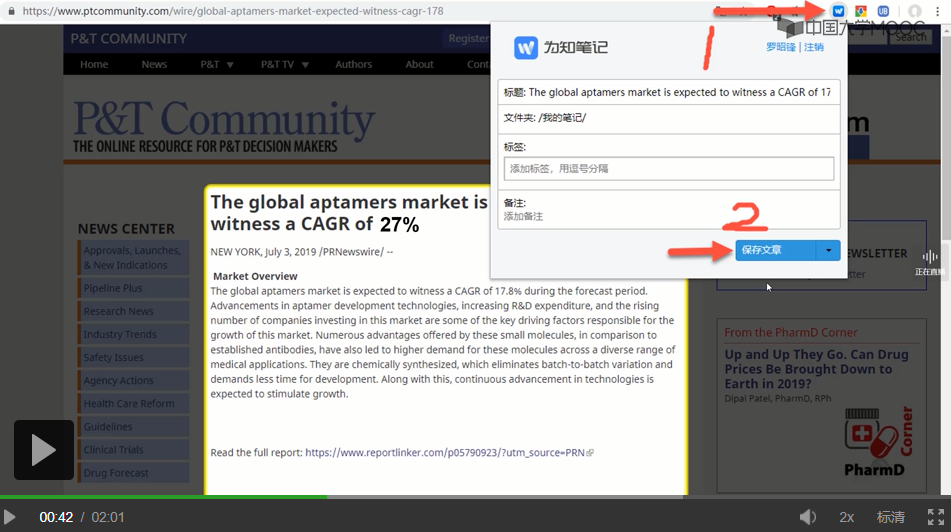 https://www.ptcommunity.com/wire/global-aptamers-market-expected-witness-cagr-178
P&T COMMUNITY
Register
Search
中国大学MOOC
Home News P&T P&T TV Authors About Cont
P&T Community
THE ONLINE RESOURCE FOR P&T DECISION MAKERS
m
为知笔记
罗昭锋 | 注销
1
标题: The global aptamers market is expected to witness a CAGR of 17
文件夹: /我的笔记/
标签:
添加标签，用逗号分隔
备注:
添加备注
2
保存文章
NEWS CENTER
Approvals, Launches,
& New Indications
Pipeline Plus
Research News
Industry Trends
Safety Issues
Agency Actions
Health Care Reform
Guidelines
Clinical Trials
Drug Forecast
The global aptamers market is
witness a CAGR of 27%
NEW YORK, July 3, 2019 /PRNewswire/ --
Market Overview
The global aptamers market is expected to witness a CAGR of 17.8% during the forecast period.
Advancements in aptamer development technologies, increasing R&D expenditure, and the rising
number of companies investing in this market are some of the key driving factors responsible for the
growth of this market. Numerous advantages offered by these small molecules, in comparison to
established antibodies, have also led to higher demand for these molecules across a diverse range of
medical applications. They are chemically synthesized, which eliminates batch-to-batch variation and
demands less time for development. Along with this, continuous advancement in technologies is
expected to stimulate growth.
Read the full report: https://www.reportlinker.com/p05790923/?utm_source=PRN
EWSLETTER
etter
正在直播
From the PharmD Corner
Up and Up They Go. Can Drug
Prices Be Brought Down to
Earth in 2019?
Dipal Patel, PharmD, RPh
Corner
PharmD
00:42 / 02:01
2x
标清